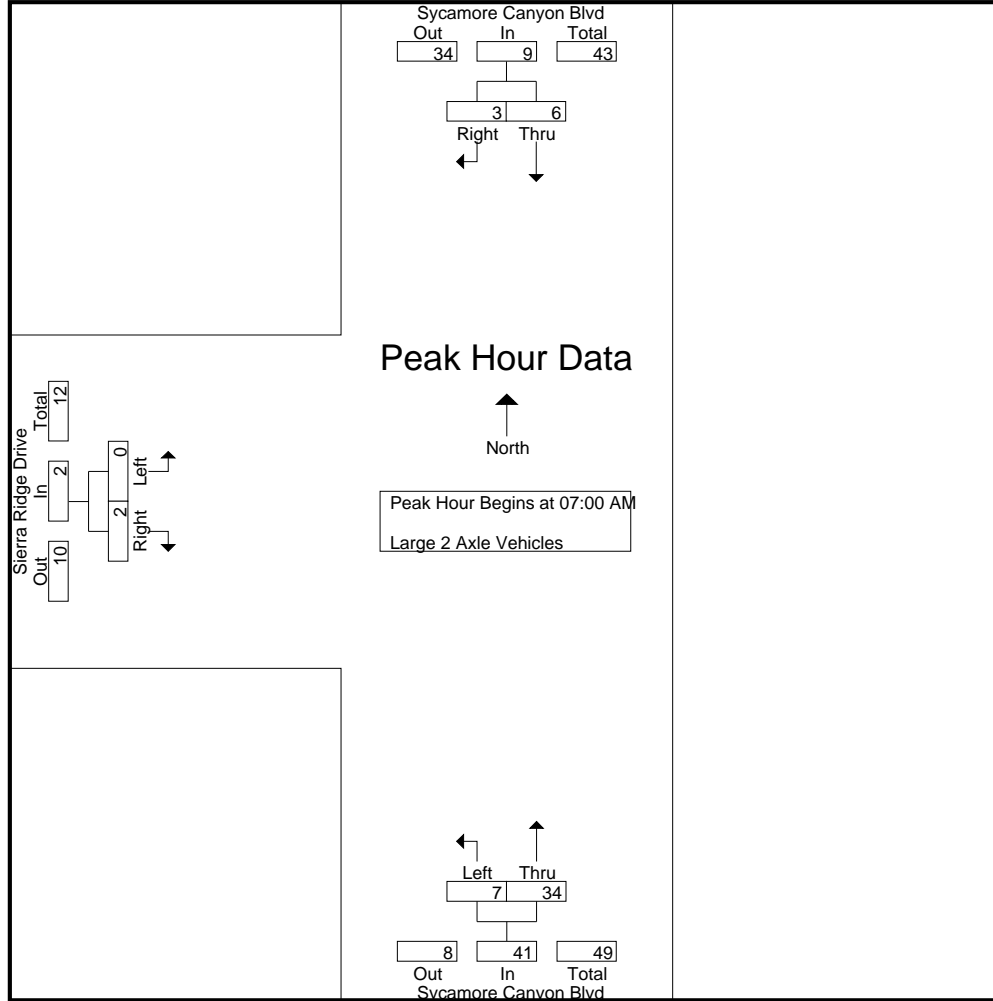 Sycamore Canyon Blvd
Out In Total
34 9 43
3 6
Right Thru
Peak Hour Data
North
Peak Hour Begins at 07:00 AM
Large 2 Axle Vehicles
Sierra Ridge Drive
Out In Total
10 2 12
2 0
Right Left
Left Thru
7 34
8 41 49
Out In Total
Sycamore Canyon Blvd